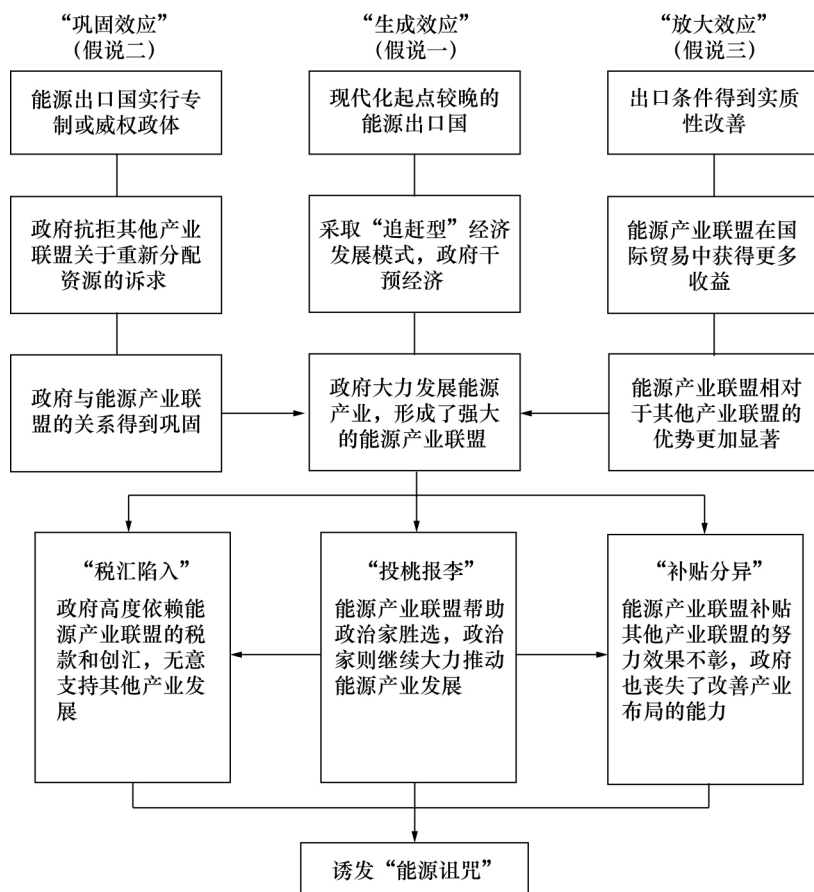 “巩固效应”
（假说二）
“生成效应”
（假说一）
“放大效应”
（假说三）
能源出口国实行专
制或威权政体
现代化起点较晚的
能源出口国
出口条件得到实质
性改善
政府抗拒其他产业
联盟关于重新分配
资源的诉求
采取“追赶型”经济
发展模式，政府干
预经济
能源产业联盟在国
际贸易中获得更多
收益
政府与能源产业联
盟的关系得到巩固
政府大力发展能源
产业，形成了强大
的能源产业联盟
能源产业联盟相对
于其他产业联盟的
优势更加显著
“税汇陷入”
政府高度依赖能
源产业联盟的税
款和创汇，无意
支持其他产业发
展
“投桃报李”
能源产业联盟帮助
政治家胜选，政治
家则继续大力推动
能源产业发展
“补贴分异”
能源产业联盟补贴
其他产业联盟的努
力效果不彰，政府
也丧失了改善产业
布局的能力
诱发“能源诅咒”